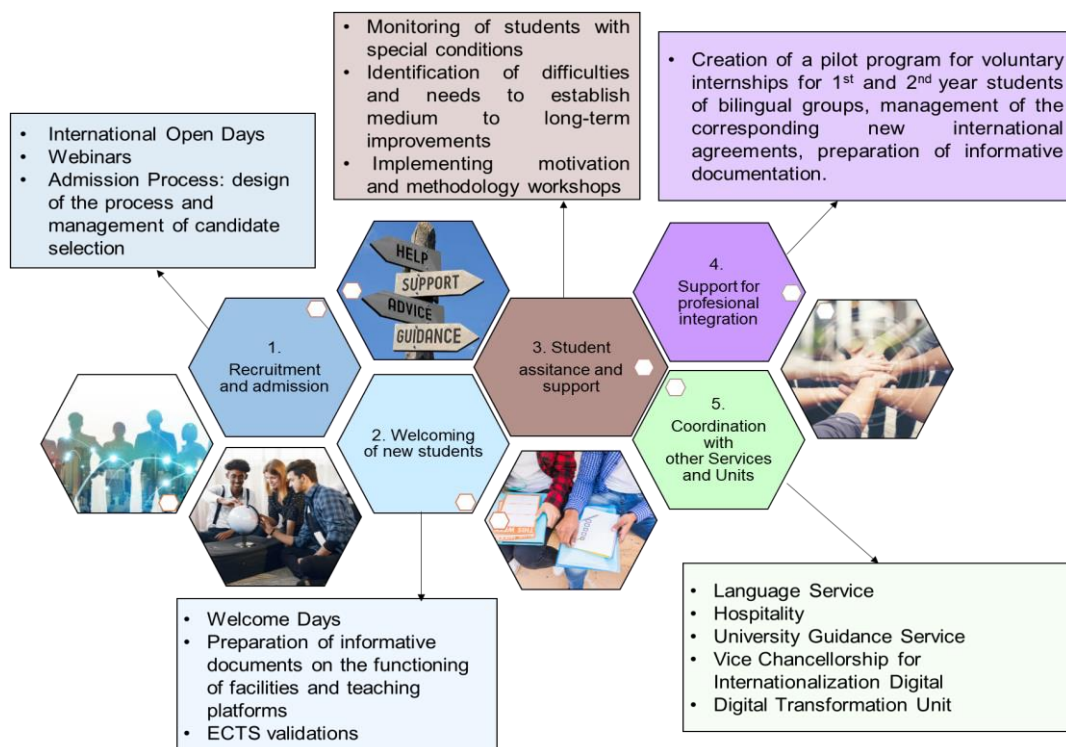 • International Open Days
• Webinars
• Admission Process: design
of the process and
management of candidate
selection
• Monitoring of students with
special conditions
• Identification of difficulties
and needs to establish
medium to long-term
improvements
• Implementing motivation
and methodology workshops
• Creation of a pilot program for voluntary
internships for 1st and 2nd year students
of bilingual groups, management of the
corresponding new international
agreements, preparation of informative
documentation.
HELP
SUPPORT
ADVICE
GUIDANCE
1.
Recruitment
and admission
2. Welcoming
of new students
3. Student
assitance and
support
4.
Support for
profesional
integration
5.
Coordination
with
other Services
and Units
• Welcome Days
• Preparation of informative
documents on the functioning
of facilities and teaching
platforms
• ECTS validations
• Language Service
• Hospitality
• University Guidance Service
• Vice Chancellorship for
Internationalization Digital
• Digital Transformation Unit